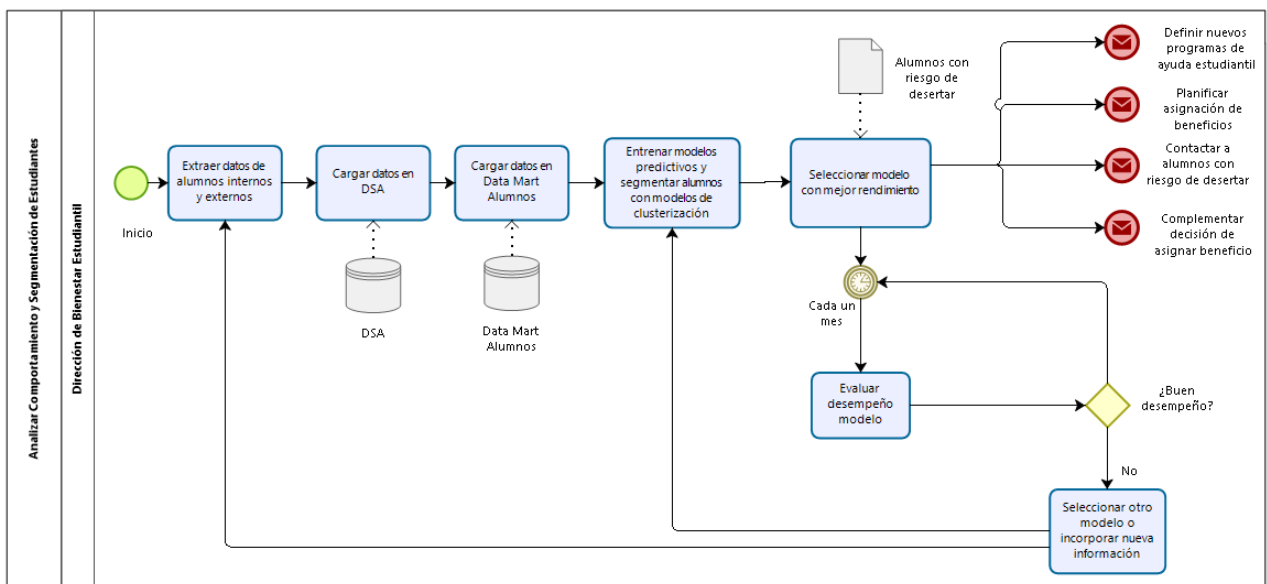 Analizar Comportamiento y Segmentación de Estudiantes
Dirección de Bienestar Estudiantil
Inicio
Extraer datos de
alumnos internos
y externos
Cargar datos en
DSA
DSA
Cargar datos en
Data Mart
Alumnos
Data Mart
Alumnos
Entrenar modelos
predictivos y
segmentar alumnos
con modelos de
clusterización
Alumnos con
riesgo de
desertar
Seleccionar modelo
con mejor rendimiento
Definir nuevos
programas de
ayuda estudiantil
Planificar
asignación de
beneficios
Contactar a
alumnos con
riesgo de desertar
Complementar
decisión de
asignar beneficio
Cada un
mes
Evaluar
desempeño
modelo
¿Buen
desempeño?
No
Seleccionar otro
modelo o
incorporar nueva
información